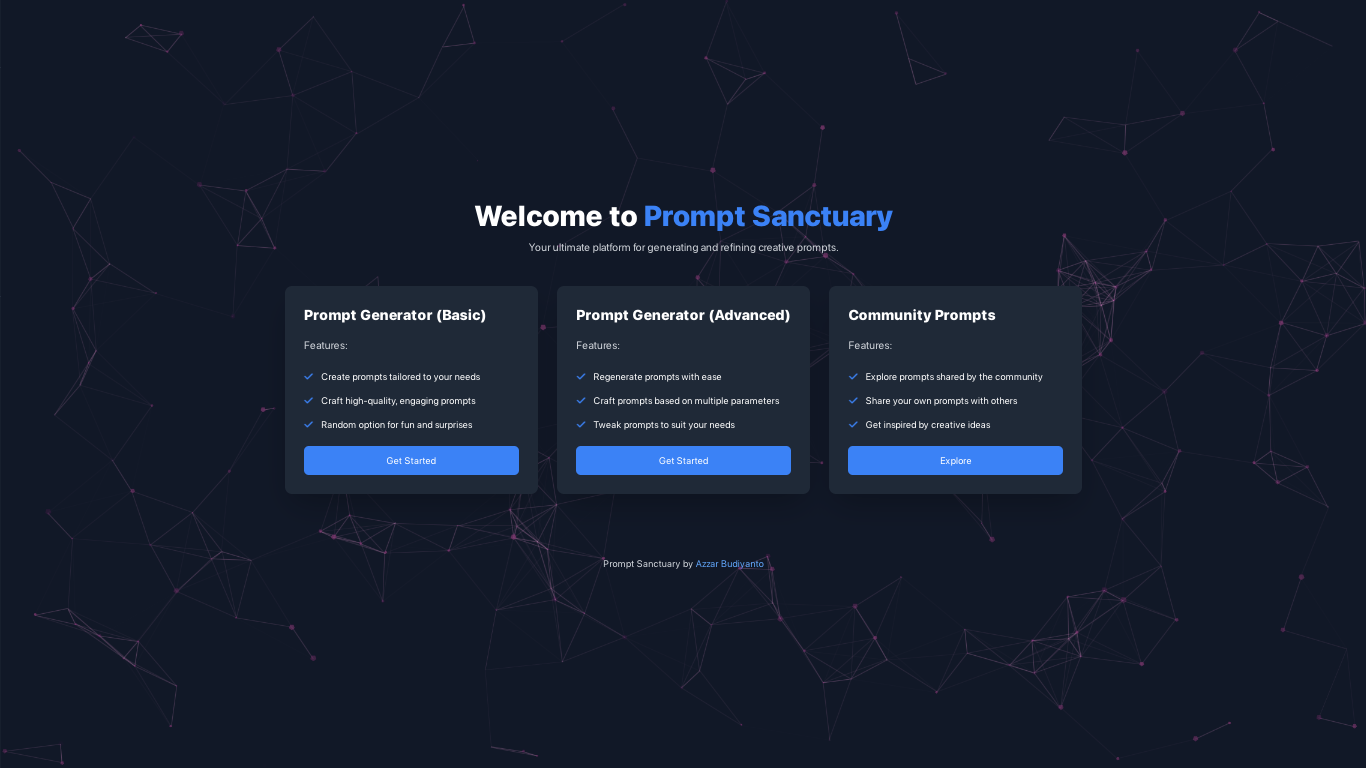 Welcome to Prompt Sanctuary
Your ultimate platform for generating and refining creative prompts.
Prompt Generator (Basic)
Features:
Create prompts tailored to your needs
Craft high-quality, engaging prompts
Random option for fun and surprises
Get Started
Prompt Generator (Advanced)
Features:
Regenerate prompts with ease
Craft prompts based on multiple parameters
Tweak prompts to suit your needs
Get Started
Community Prompts
Features:
Explore prompts shared by the community
Share your own prompts with others
Get inspired by creative ideas
Explore
Prompt Sanctuary by Azzar Budiyanto